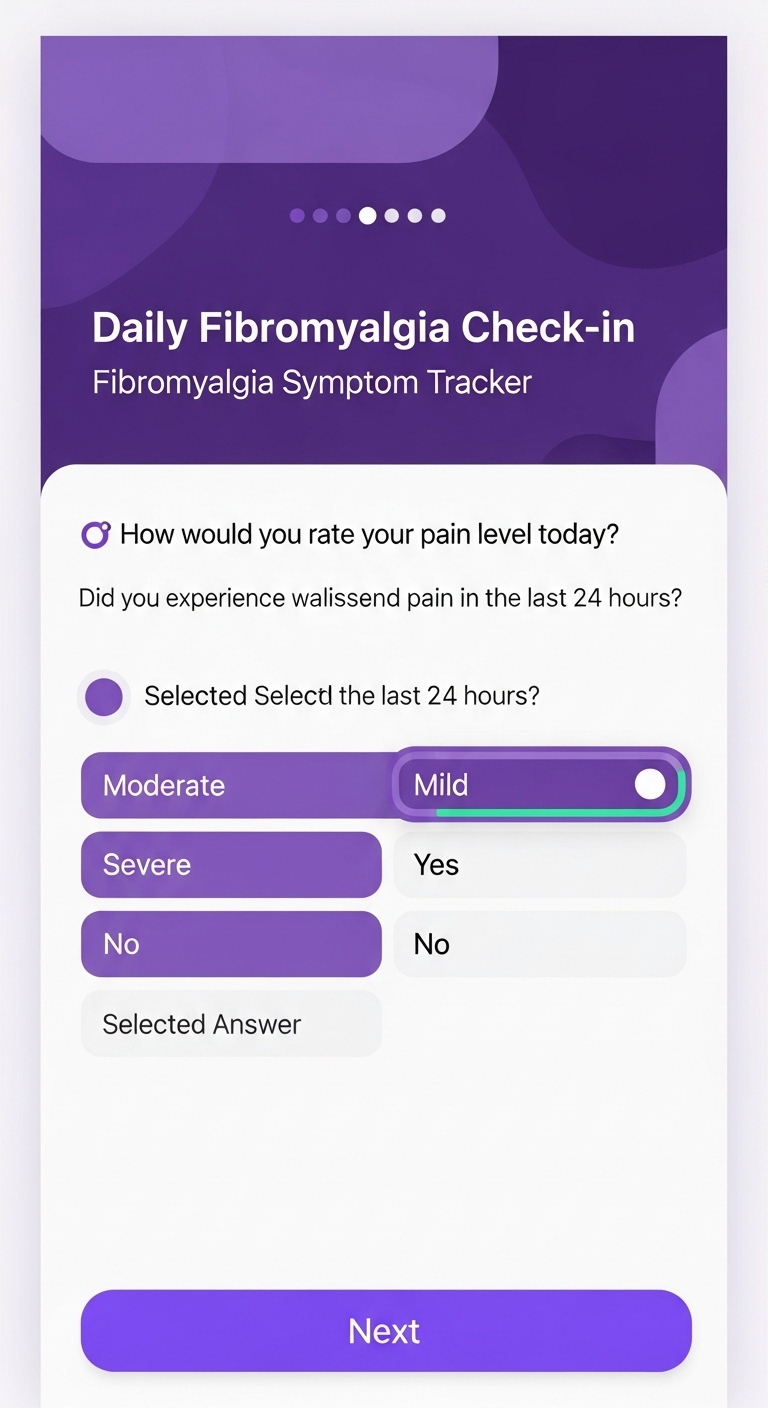 Daily Fibromyalgia Check-in
Fibromyalgia Symptom Tracker
How would you rate your pain level today?
Did you experience walissend pain in the last 24 hours?
Selected Selecd the last 24 hours?
Moderate
Mild
Severe
Yes
No
No
Selected Answer
Next